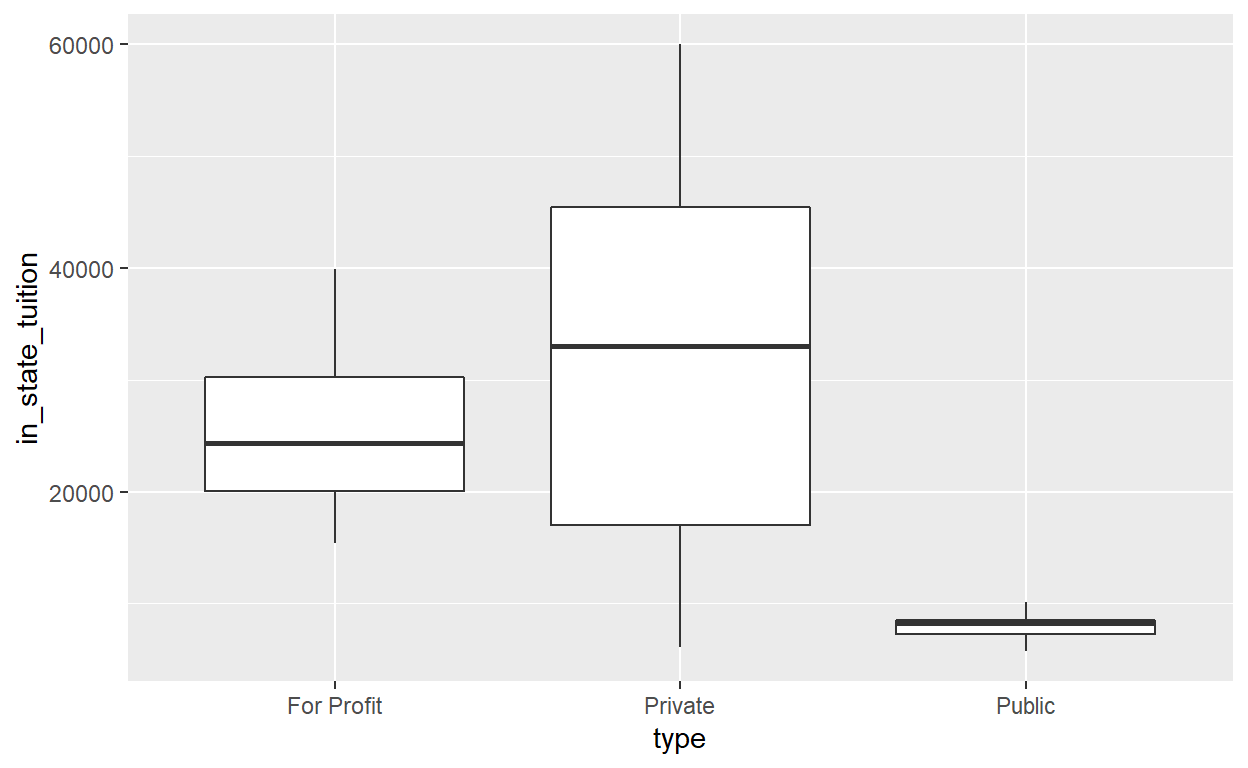 60000
40000
20000
in_state_tuition
For Profit
Private
Public
type